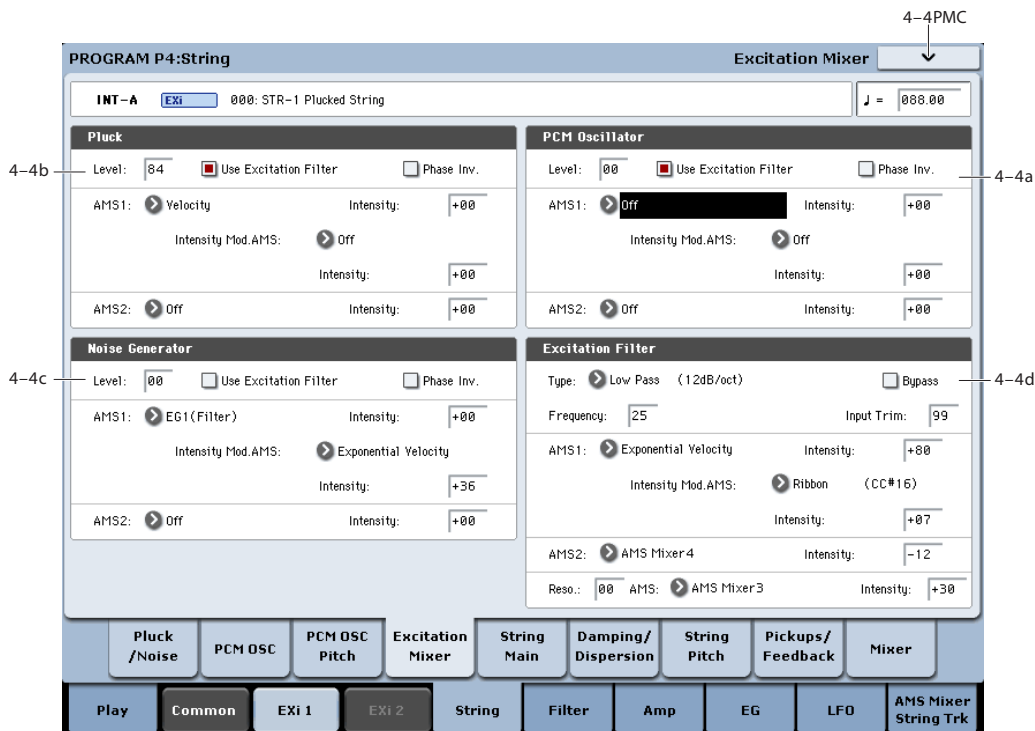 4-4PMC
PROGRAM P4:String
Excitation Mixer
INT-A EXi 000: STR-1 Plucked String
♩ = 088.00
Pluck
4-4b
Level: 84 Use Excitation Filter Phase Inv.
AMS1: Velocity Intensity: +00
Intensity Mod.AMS: Off
Intensity: +00
AMS2: Off Intensity: +00
PCM Oscillator
Level: 00 Use Excitation Filter Phase Inv.
4-4a
AMS1: Off Intensity: +00
Intensity Mod.AMS: Off
Intensity: +00
AMS2: Off Intensity: +00
Noise Generator
4-4c
Level: 00 Use Excitation Filter Phase Inv.
AMS1: EG1(Filter) Intensity: +00
Intensity Mod.AMS: Exponential Velocity
Intensity: +36
AMS2: Off Intensity: +00
Excitation Filter
Type: Low Pass (12dB/oct) Bypass
4-4d
Frequency: 25 Input Trim: 99
AMS1: Exponential Velocity Intensity: +80
Intensity Mod.AMS: Ribbon (CC#16)
Intensity: +07
AMS2: AMS Mixer4 Intensity: -12
Reso.: 00 AMS: AMS Mixer3 Intensity: +30
Pluck
/Noise
PCM OSC
PCM OSC
Pitch
Excitation
Mixer
String
Main
Damping/
Dispersion
String
Pitch
Pickups/
Feedback
Mixer
Play
Common
EXi 1
EXi 2
String
Filter
Amp
EG
LFO
AMS Mixer
String Trk